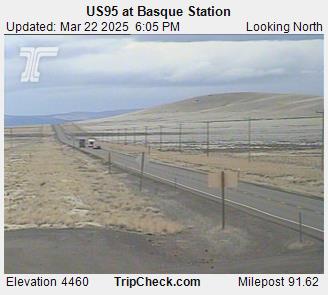 US95 at Basque Station
Updated: Mar 22 2025 6:05 PM Looking North
Elevation 4460 TripCheck.com Milepost 91.62